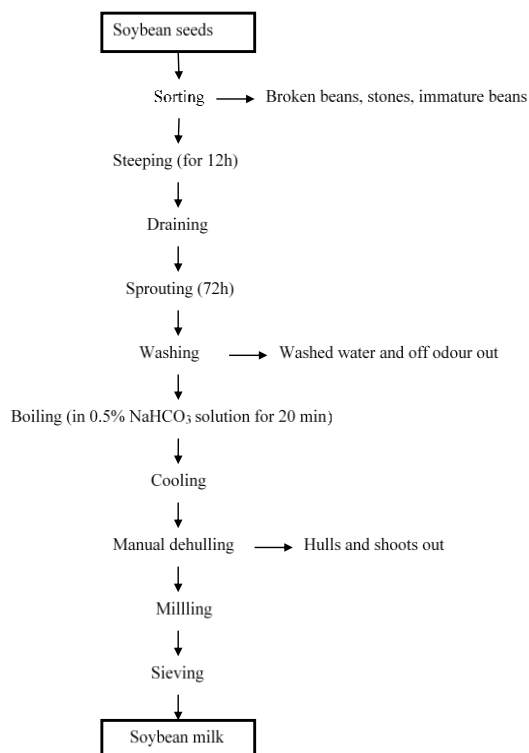 Soybean seeds
Sorting
Broken beans, stones, immature beans
Steeping (for 12h)
Draining
Sprouting (72h)
Washing
Washed water and off odour out
Boiling (in 0.5% NaHCO₃ solution for 20 min)
Cooling
Manual dehulling
Hulls and shoots out
Millling
Sieving
Soybean milk